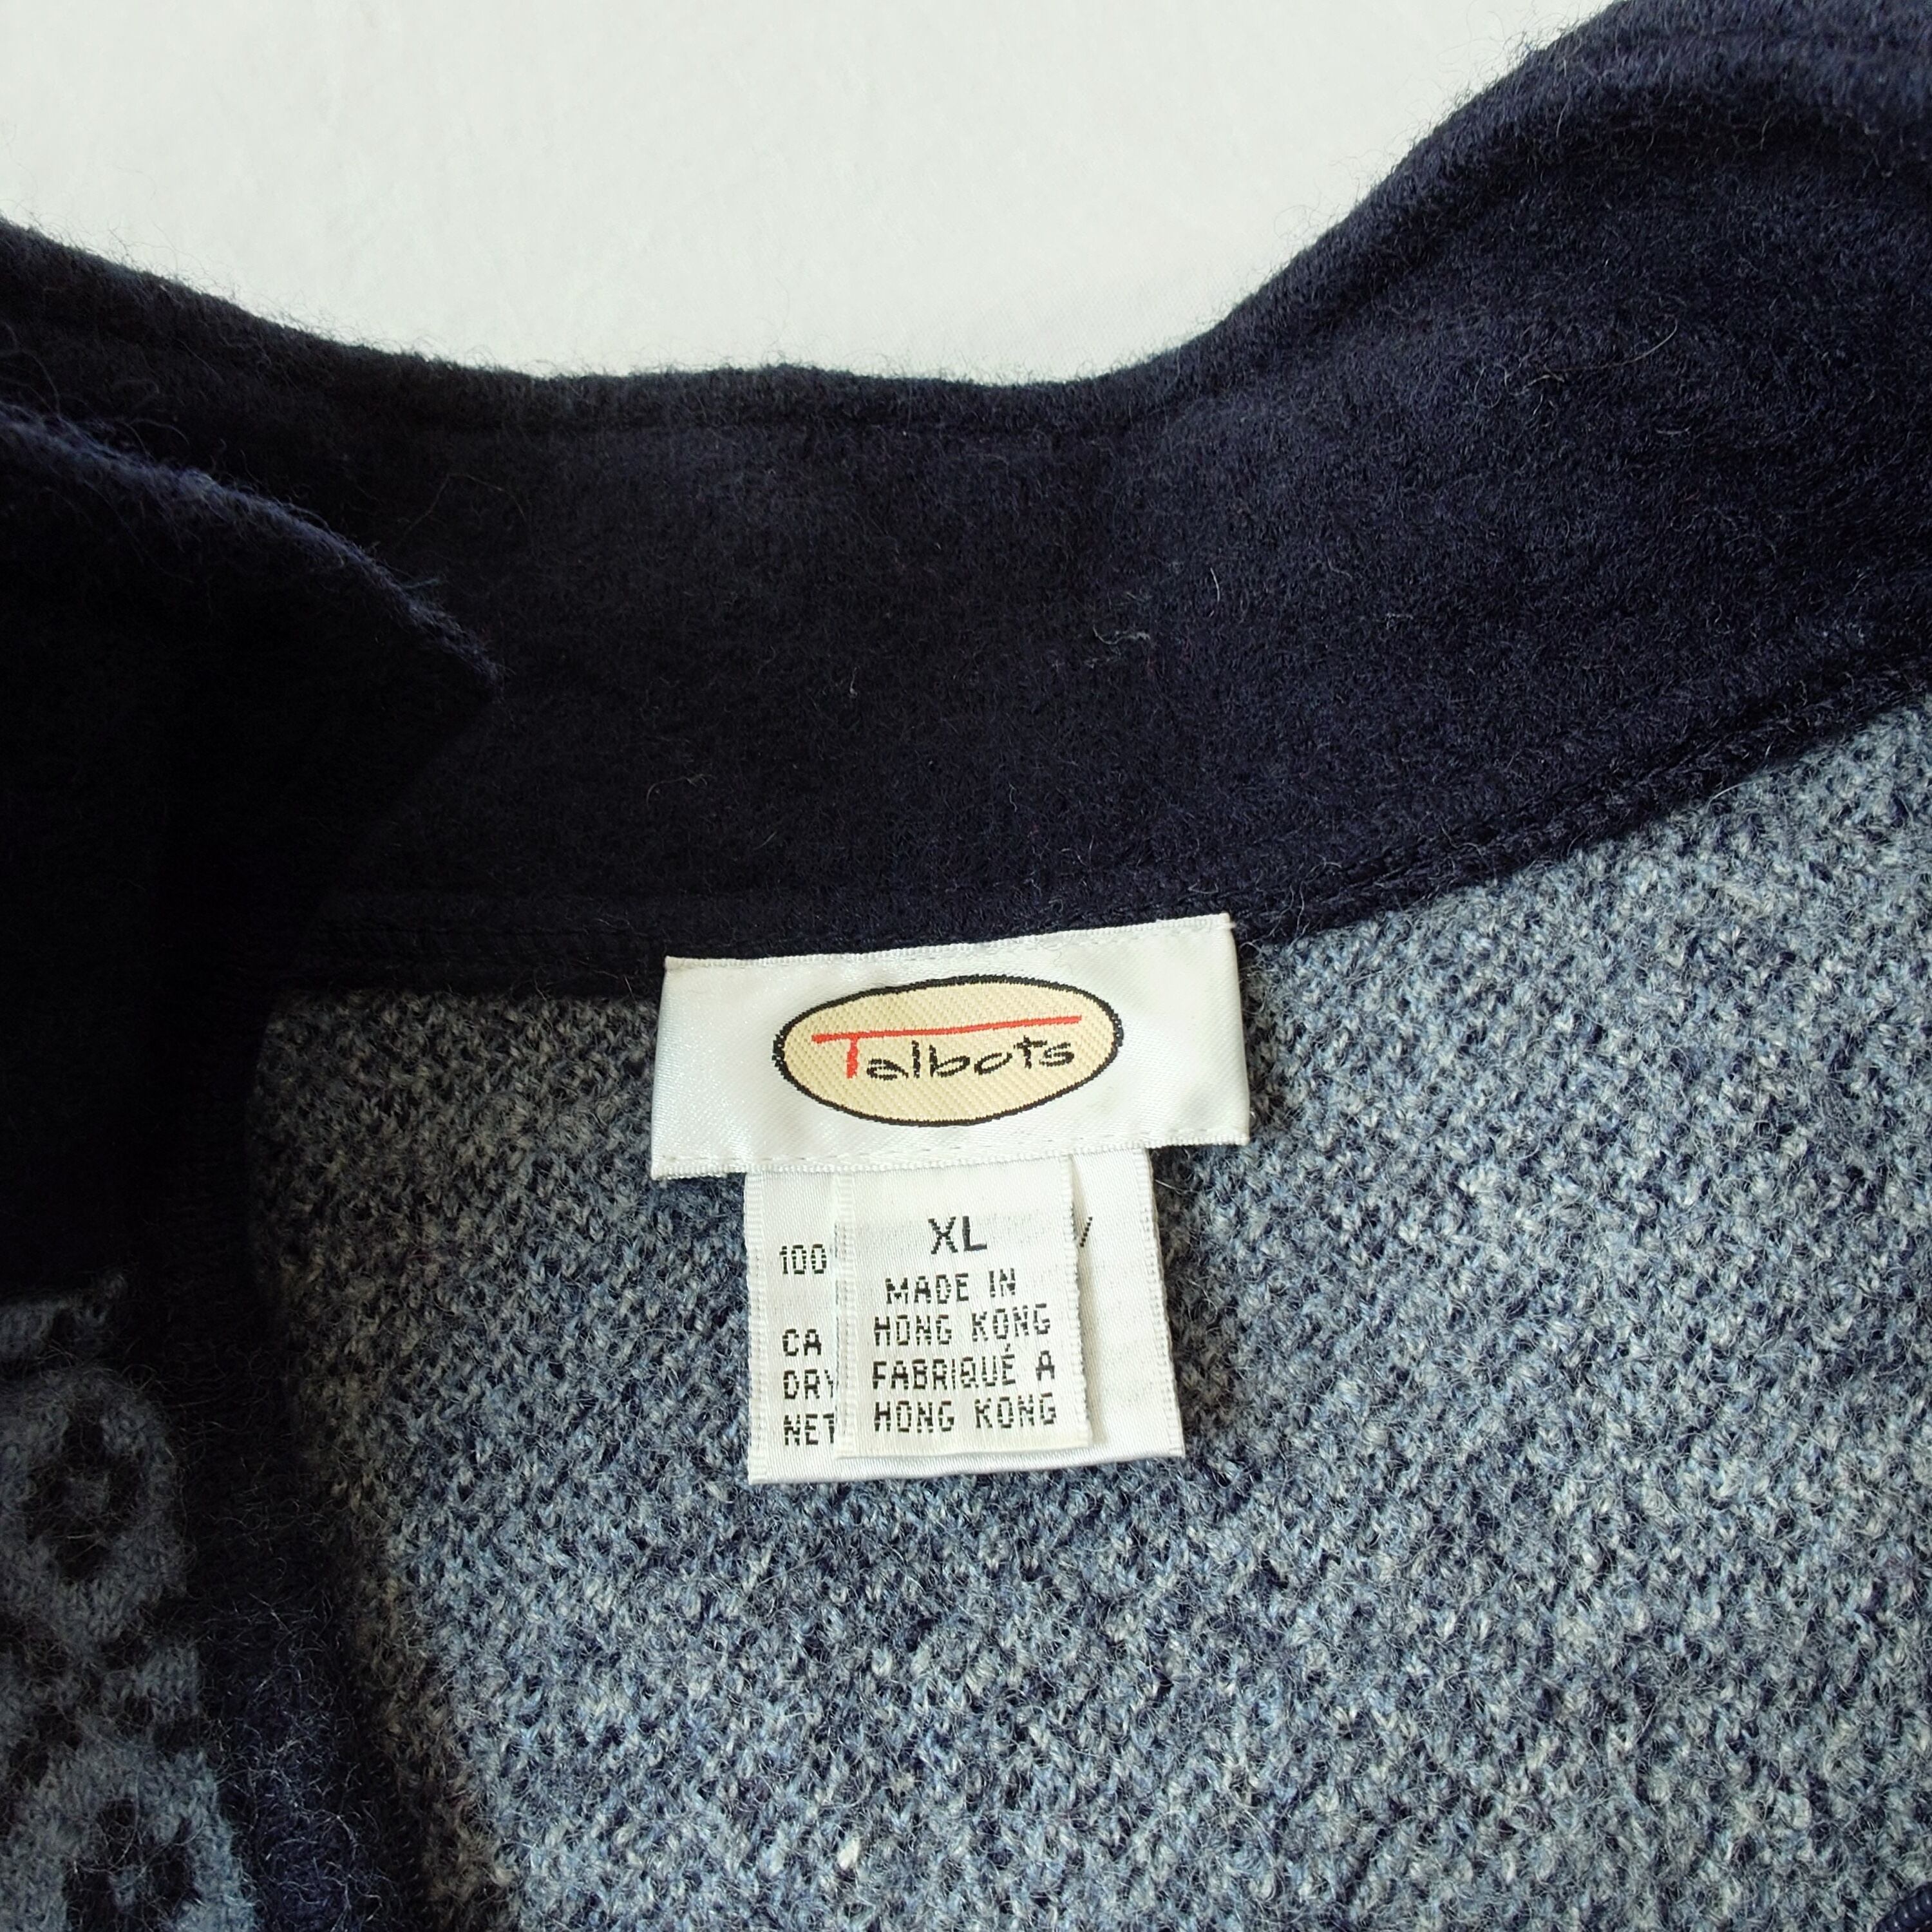 Talbots
XL
MADE IN
HONG KONG
FABRIQUÉ A
HONG KONG
100
CA
DRY
NET